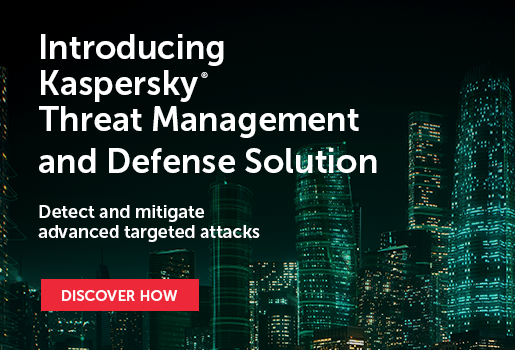 Introducing
Kaspersky®
Threat Management
and Defense Solution
Detect and mitigate
advanced targeted attacks
DISCOVER HOW